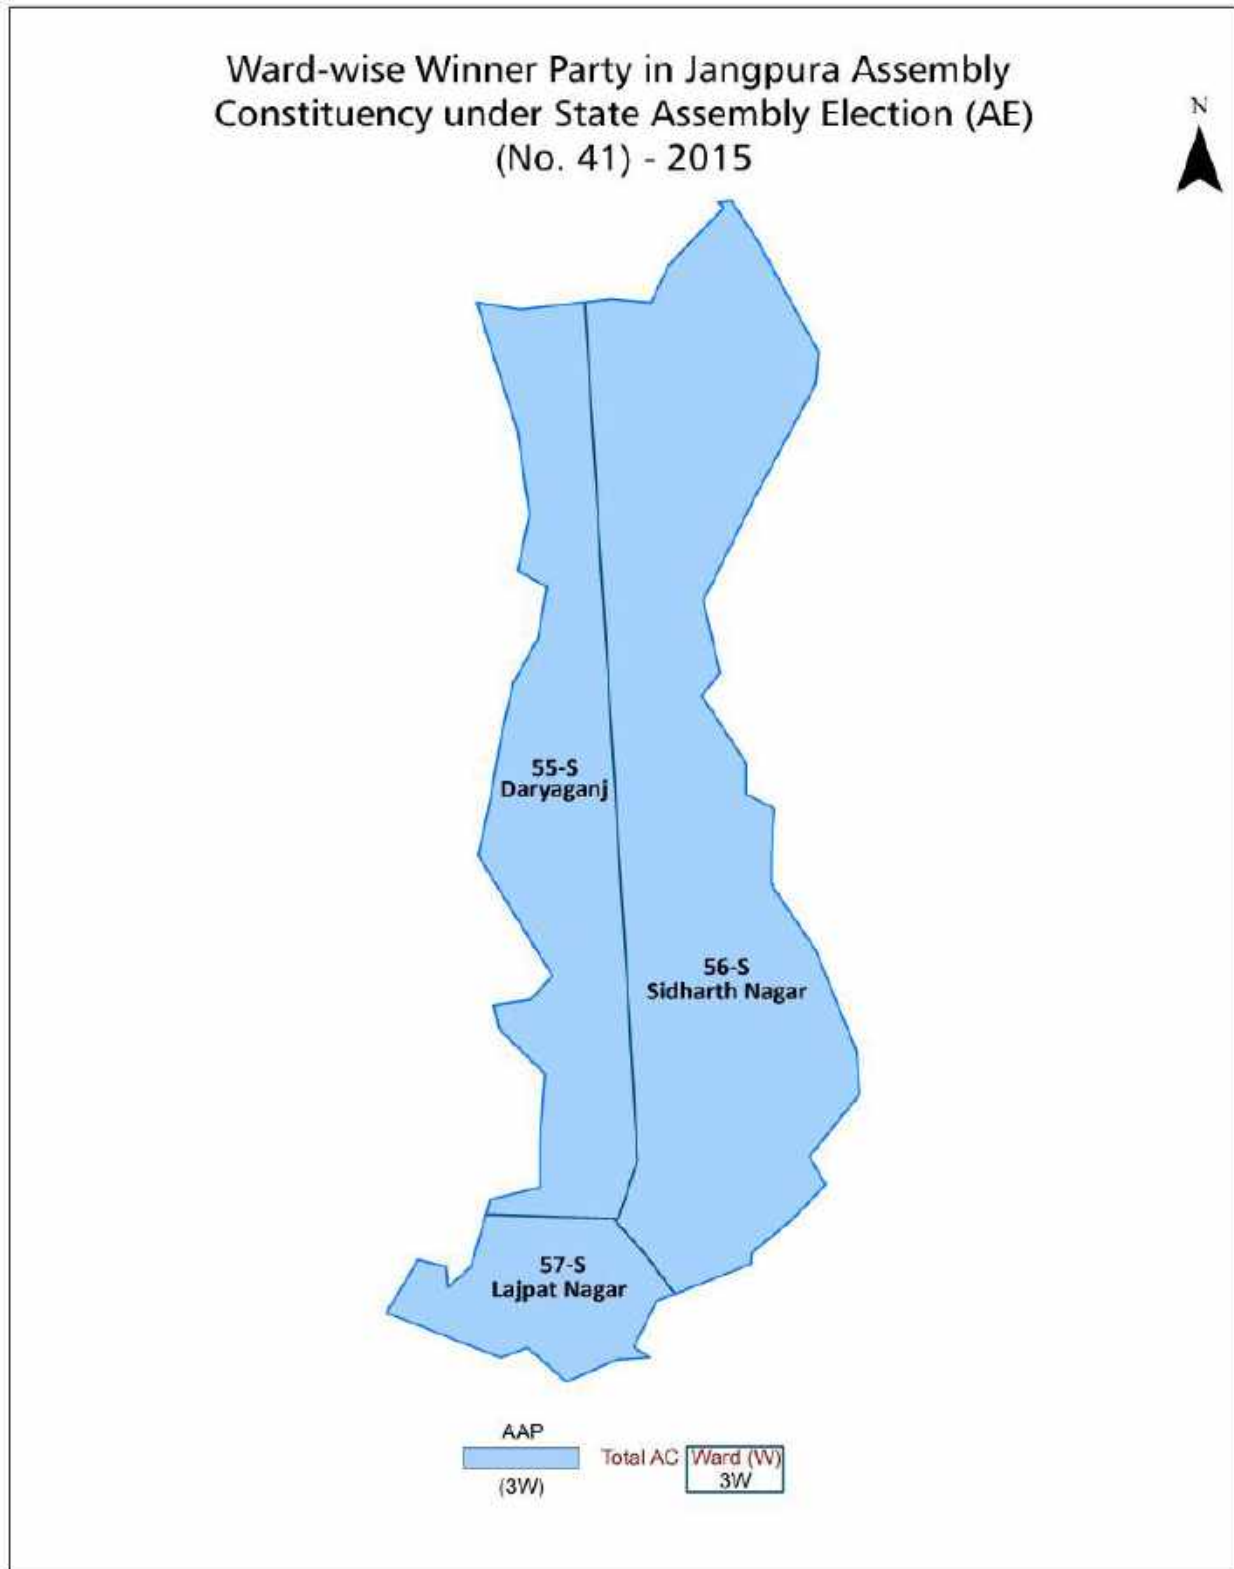 Ward-wise Winner Party in Jangpura Assembly
Constituency under State Assembly Election (AE)
(No. 41) - 2015
N
55-S
Daryaganj
56-S
Sidharth Nagar
57-S
Lajpat Nagar
AAP
(3W)
Total AC
Ward (W)
3W